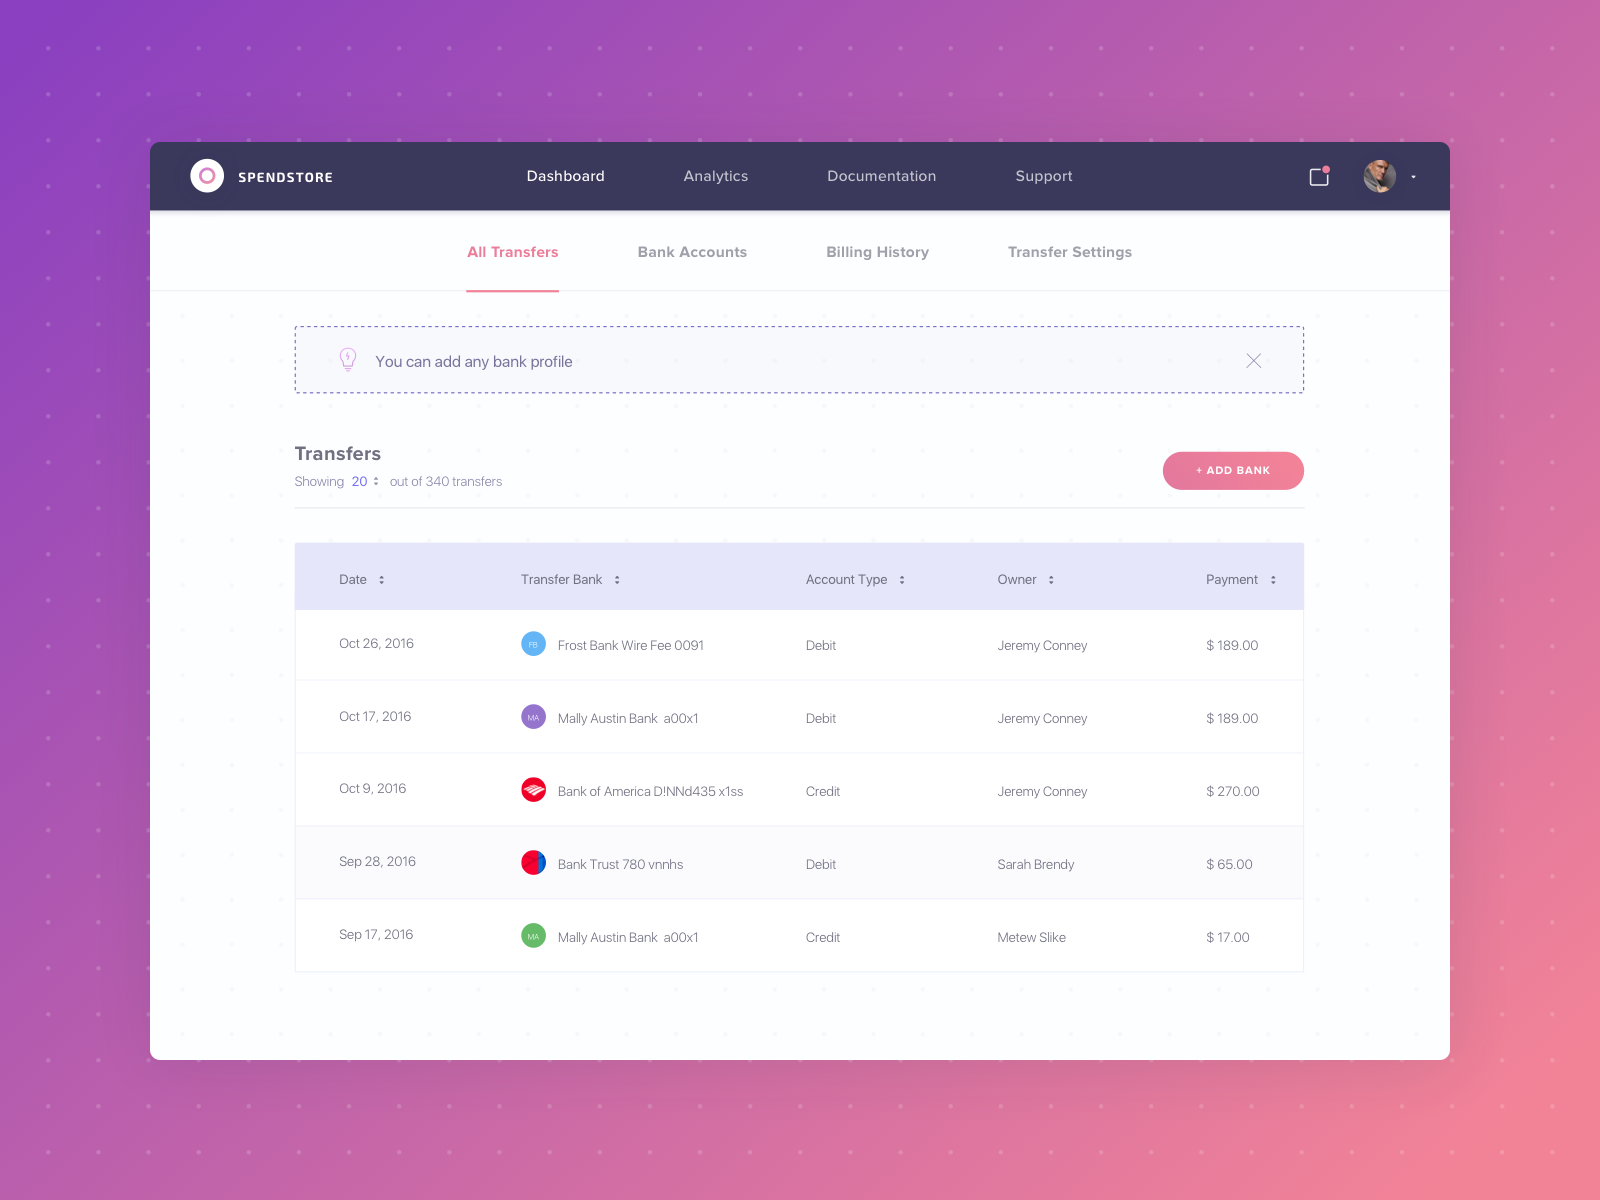 SPENDSTORE Dashboard Analytics Documentation Support
All Transfers Bank Accounts Billing History Transfer Settings
You can add any bank profile
Transfers
Showing 20 out of 340 transfers
+ ADD BANK
Date Transfer Bank Account Type Owner Payment
Oct 26, 2016 FB Frost Bank Wire Fee 0091 Debit Jeremy Conney $ 189.00
Oct 17, 2016 MA Mally Austin Bank a00x1 Debit Jeremy Conney $ 189.00
Oct 9, 2016 Bank of America D!NNd435 x1ss Credit Jeremy Conney $ 270.00
Sep 28, 2016 Bank Trust 780 vnnhs Debit Sarah Brendy $ 65.00
Sep 17, 2016 MA Mally Austin Bank a00x1 Credit Metew Slike $ 17.00